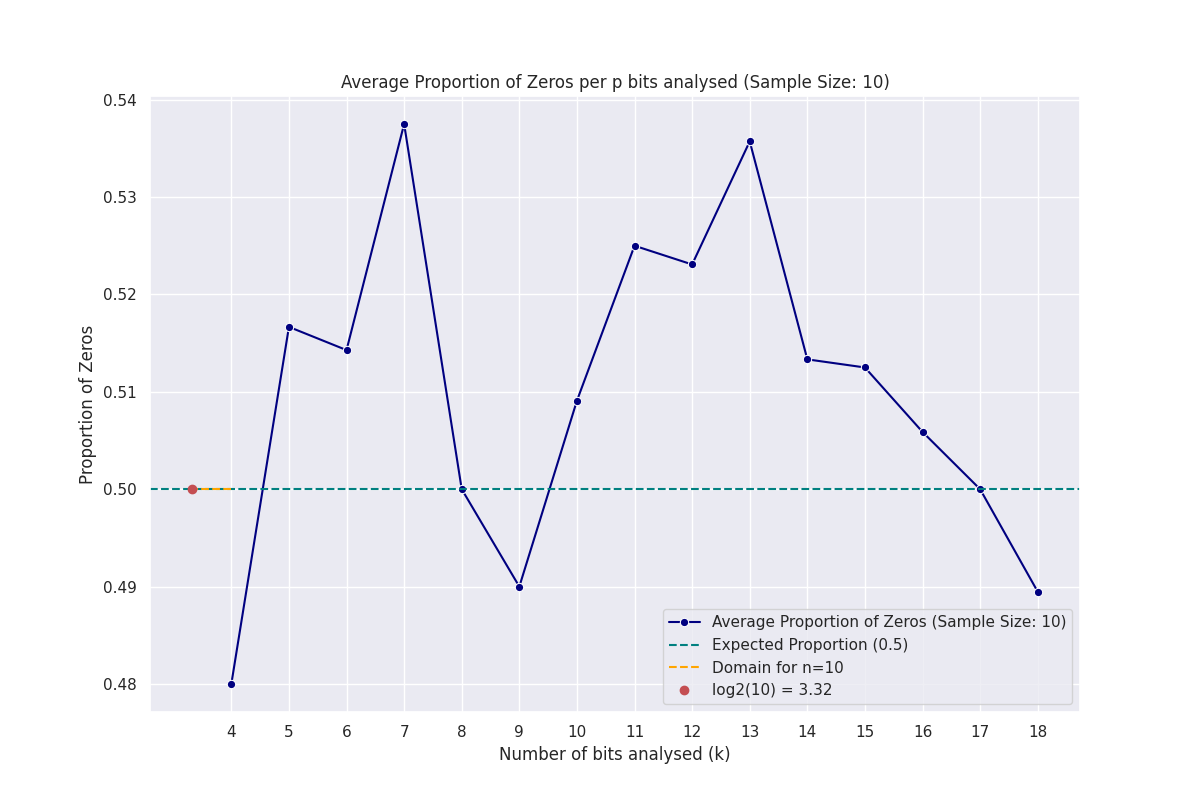 Average Proportion of Zeros per p bits analysed (Sample Size: 10)
0.54
0.53
0.52
0.51
0.50
0.49
0.48
Proportion of Zeros
4 5 6 7 8 9 10 11 12 13 14 15 16 17 18
Number of bits analysed (k)
Average Proportion of Zeros (Sample Size: 10)
Expected Proportion (0.5)
Domain for n=10
log2(10) = 3.32